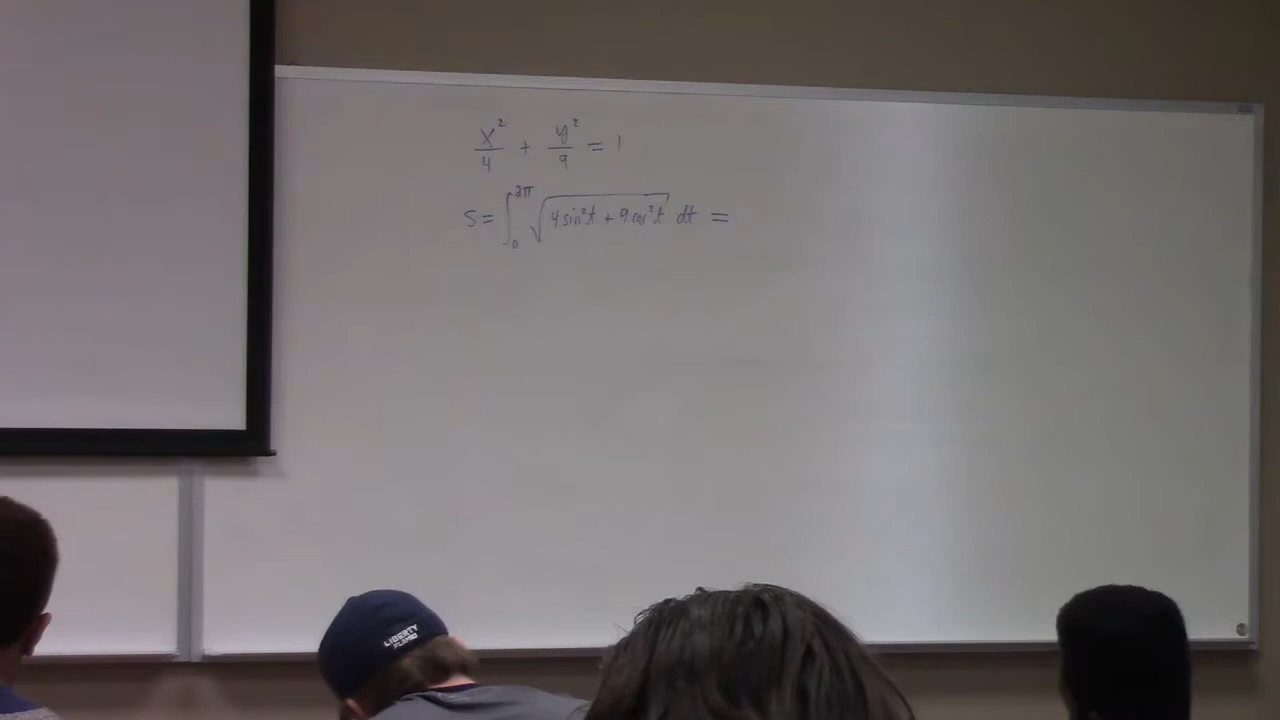 x²/4 + y²/9 = 1
S = ∫₀^2π √(4 sin²t + 9 cos²t) dt =
LIBERTY